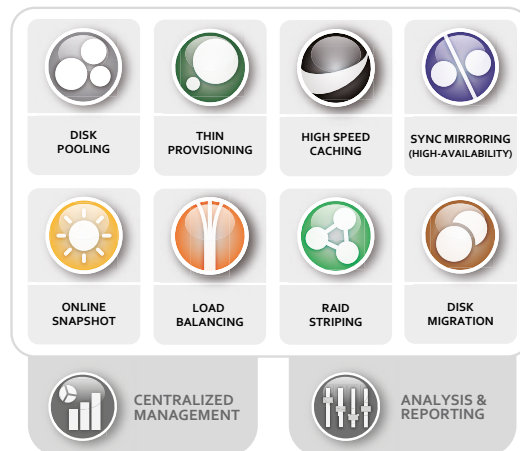 DISK
POOLING
THIN
PROVISIONING
HIGH SPEED
CACHING
SYNC MIRRORING
(HIGH-AVAILABILITY)
ONLINE
SNAPSHOT
LOAD
BALANCING
RAID
STRIPING
DISK
MIGRATION
CENTRALIZED
MANAGEMENT
ANALYSIS &
REPORTING